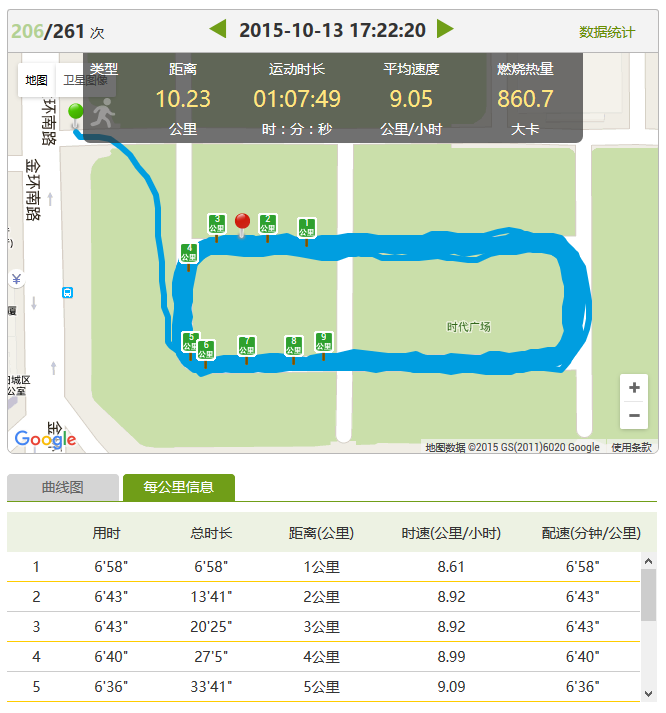 206/261 次
2015-10-13 17:22:20
数据统计
地图 卫星图像
类型 距离 运动时长 平均速度 燃烧热量
10.23 01:07:49 9.05 860.7
公里 时：分：秒 公里/小时 大卡
金环南路
金环南路
3 公里
2 公里
1 公里
4 公里
时代广场
5 公里
6 公里
7 公里
8 公里
9 公里
¥
公室
金
+
−
Google
地图数据 ©2015 GS(2011)6020 Google 使用条款
曲线图 每公里信息
用时 总时长 距离(公里) 时速(公里/小时) 配速(分钟/公里)
1 6'58" 6'58" 1公里 8.61 6'58"
2 6'43" 13'41" 2公里 8.92 6'43"
3 6'43" 20'25" 3公里 8.92 6'43"
4 6'40" 27'5" 4公里 8.99 6'40"
5 6'36" 33'41" 5公里 9.09 6'36"